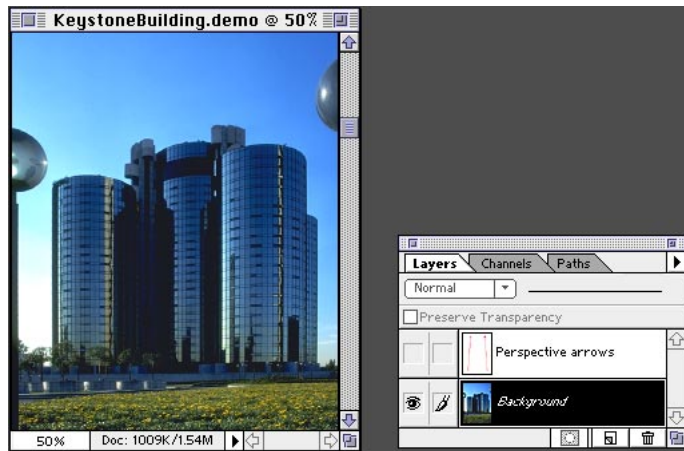 KeystoneBuilding.demo @ 50%
50%
Doc: 1009K/1.54M
Layers
Channels
Paths
Normal
Preserve Transparency
Perspective arrows
Background